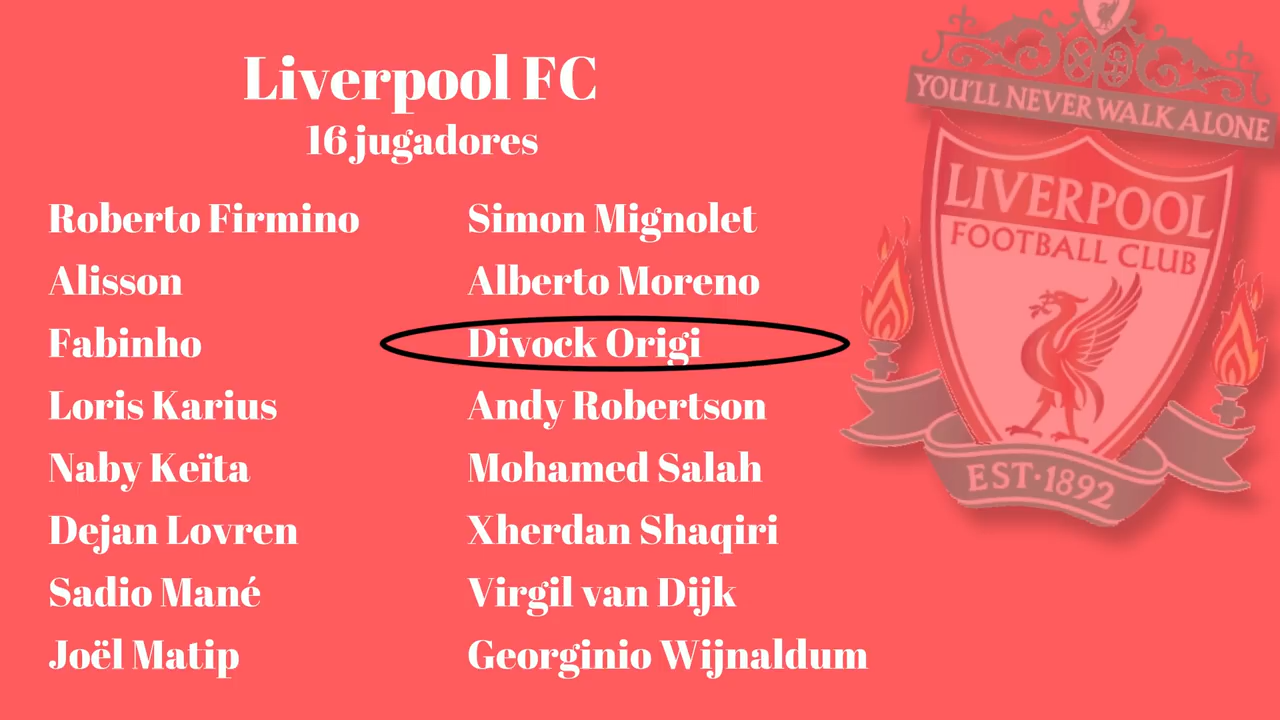 Liverpool FC
16 jugadores
Roberto Firmino
Alisson
Fabinho
Loris Karius
Naby Keïta
Dejan Lovren
Sadio Mané
Joël Matip
Simon Mignolet
Alberto Moreno
Divock Origi
Andy Robertson
Mohamed Salah
Xherdan Shaqiri
Virgil van Dijk
Georginio Wijnaldum
YOU'LL NEVER WALK ALONE
LIVERPOOL
FOOTBALL CLUB
EST·1892